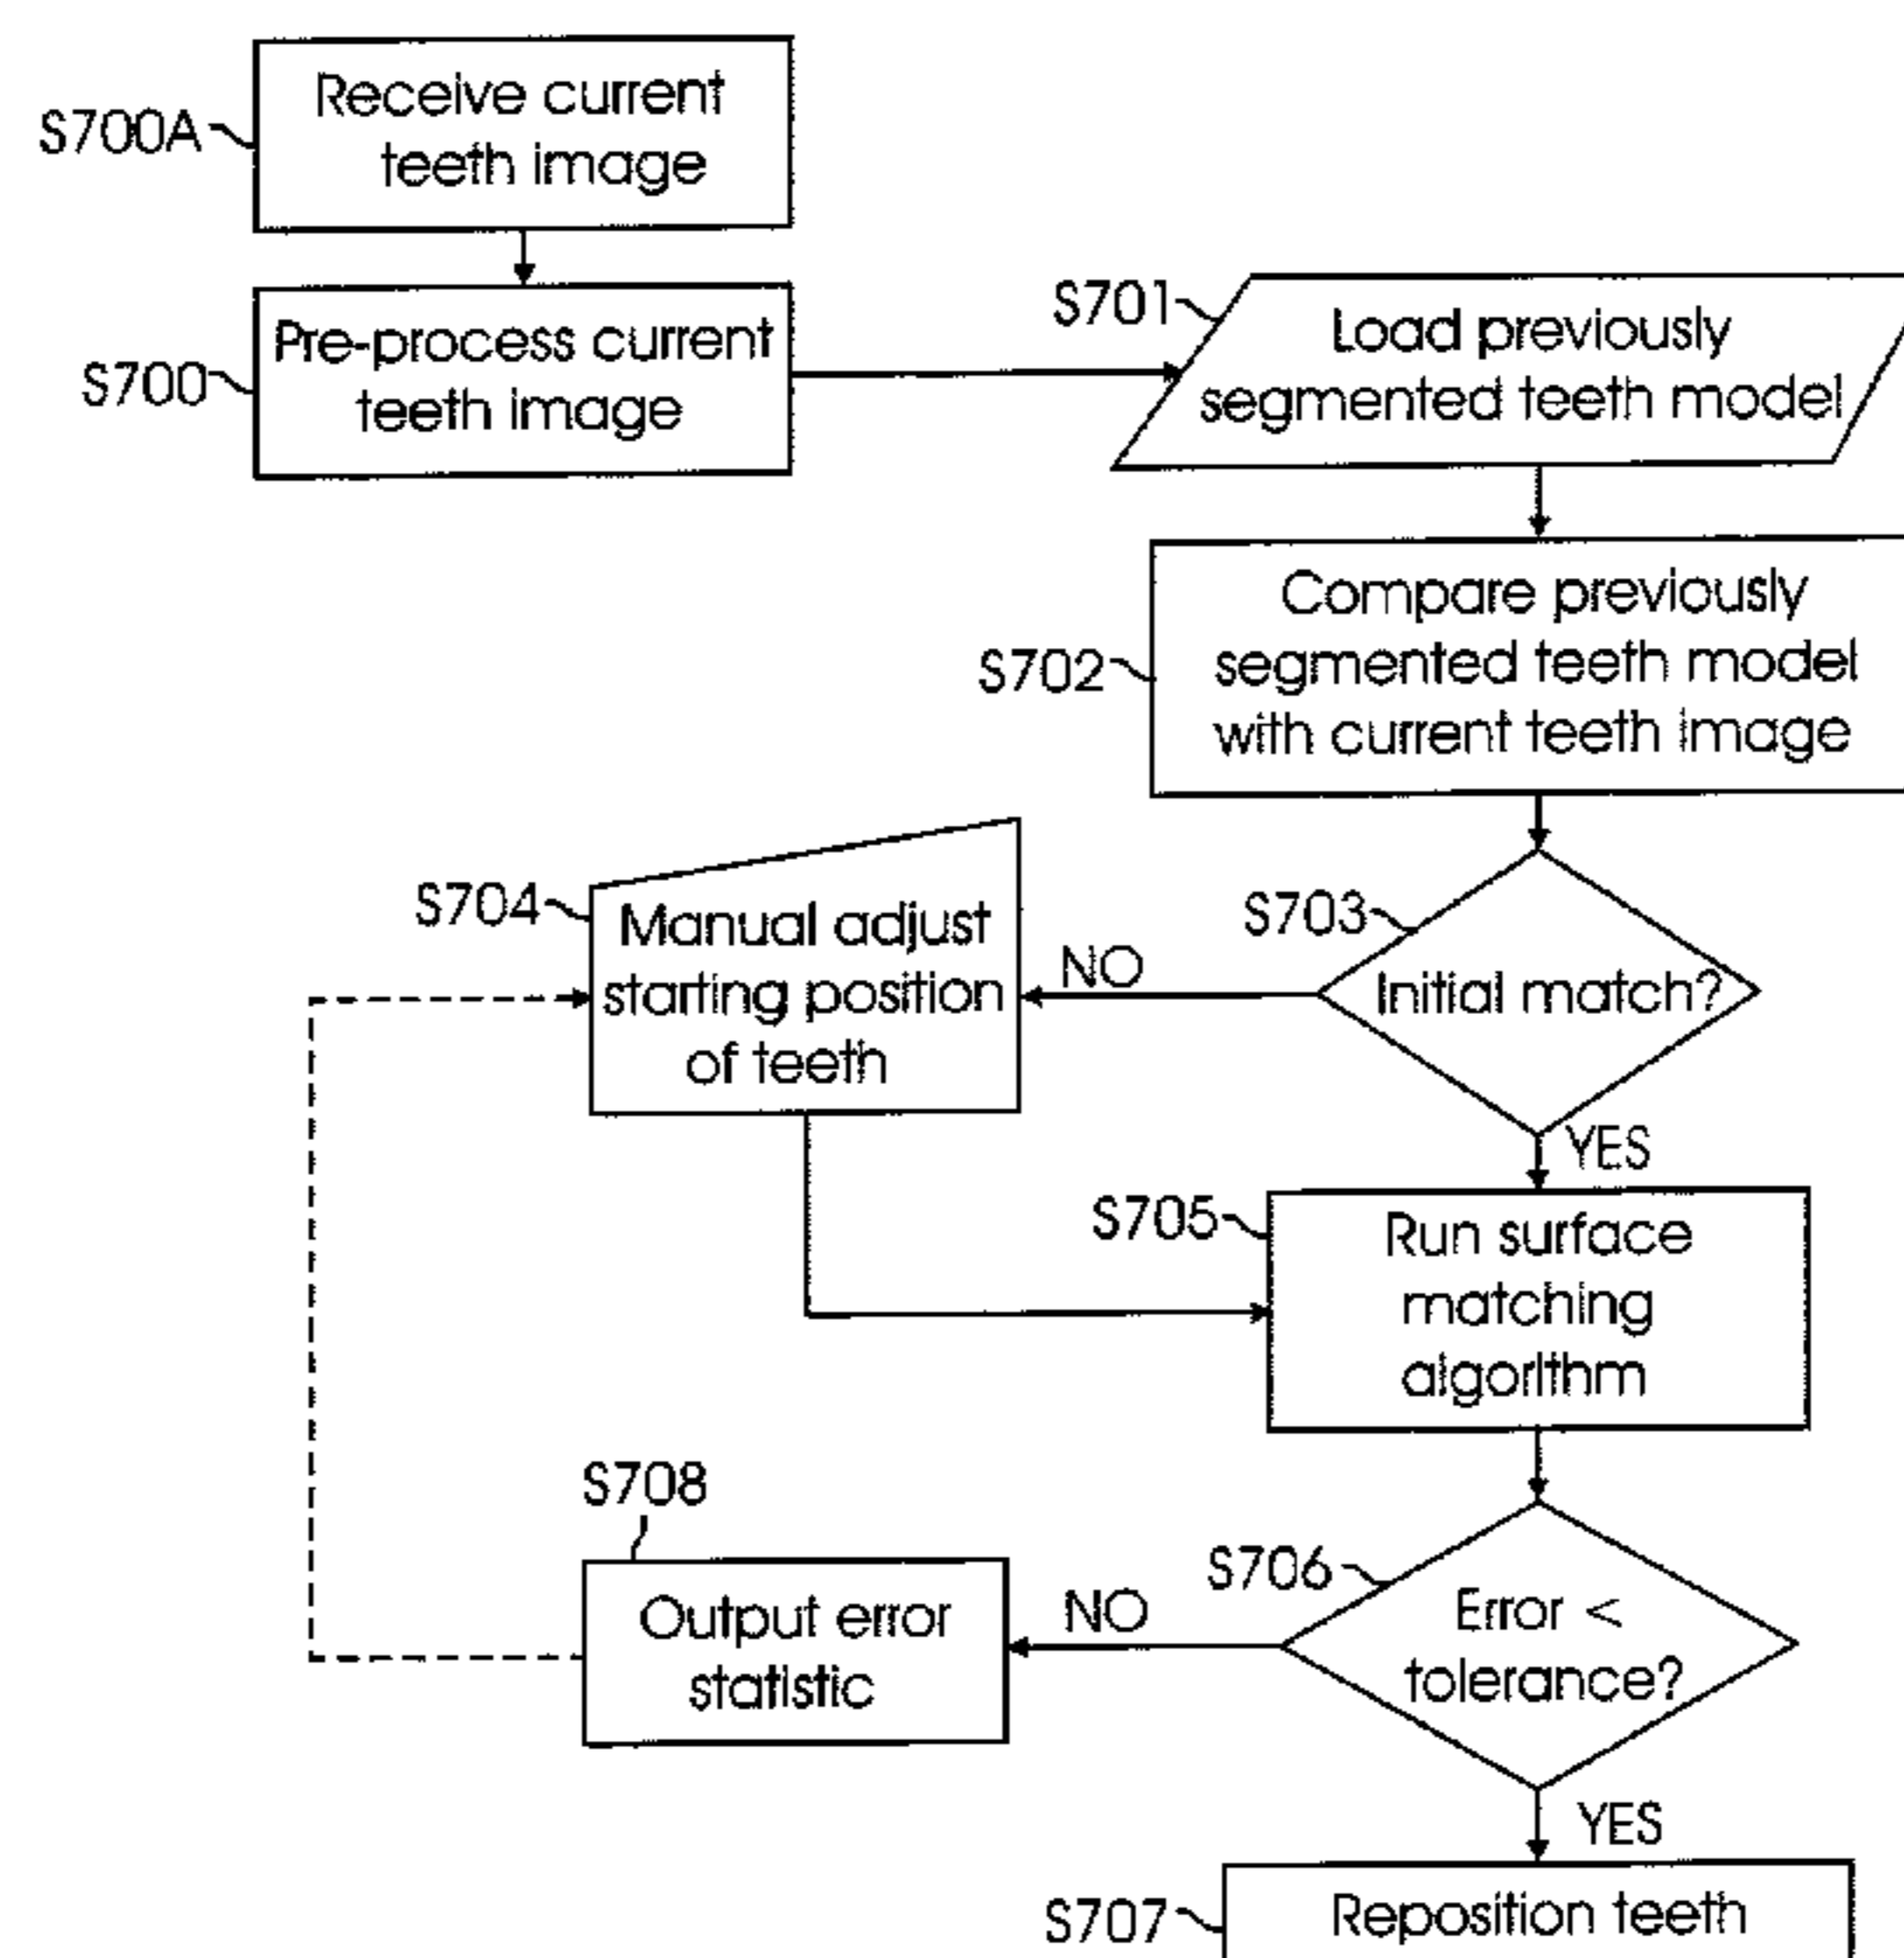 S700A
Receive current
teeth image
S700
Pre-process current
teeth image
S701
Load previously
segmented teeth model
S702
Compare previously
segmented teeth model
with current teeth image
S703
Initial match?
NO
YES
S704
Manual adjust
starting position
of teeth
S705
Run surface
matching
algorithm
S706
Error <
tolerance?
NO
YES
S708
Output error
statistic
S707
Reposition teeth